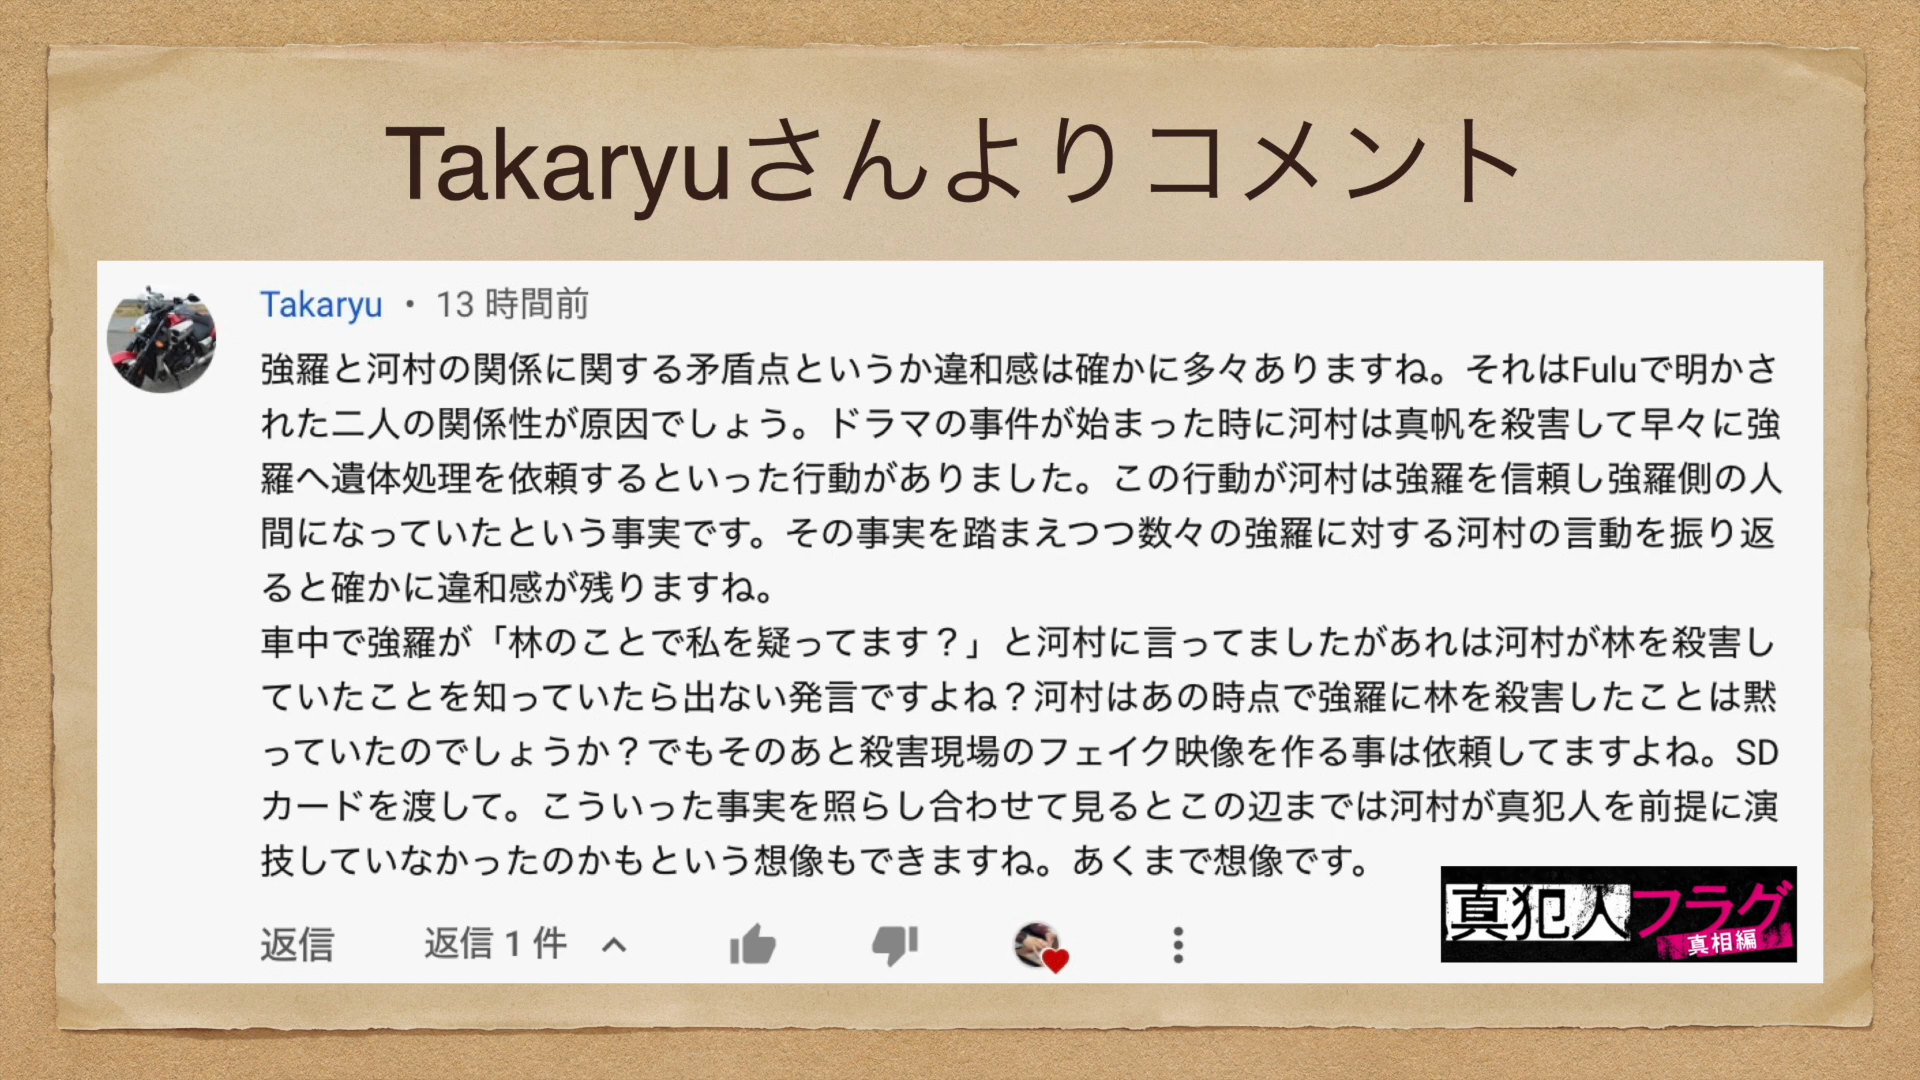 Takaryuさんよりコメント
Takaryu ・ 13 時間前
強羅と河村の関係に関する矛盾点というか違和感は確かに多々ありますね。それはFuluで明かさ
れた二人の関係性が原因でしょう。ドラマの事件が始まった時に河村は真帆を殺害して早々に強
羅へ遺体処理を依頼するといった行動がありました。この行動が河村は強羅を信頼し強羅側の人
間になっていたという事実です。その事実を踏まえつつ数々の強羅に対する河村の言動を振り返
ると確かに違和感が残りますね。
車中で強羅が「林のことで私を疑ってます？」と河村に言ってましたがあれは河村が林を殺害し
ていたことを知っていたら出ない発言ですよね？河村はあの時点で強羅に林を殺害したことは黙
っていたのでしょうか？でもそのあと殺害現場のフェイク映像を作る事は依頼してますよね。SD
カードを渡して。こういった事実を照らし合わせて見るとこの辺までは河村が真犯人を前提に演
技していなかったのかもという想像もできますね。あくまで想像です。
返信 返信 1 件
真犯人フラグ
真相編